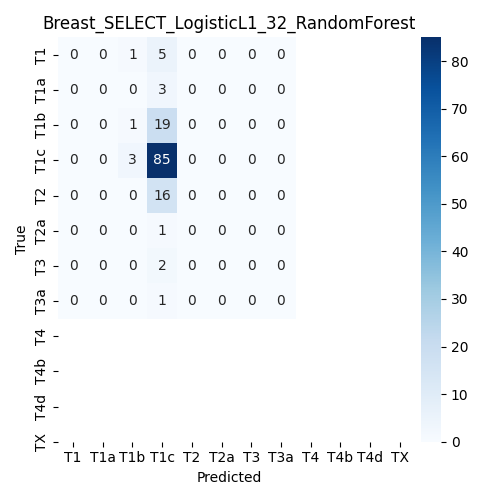 Breast_SELECT_LogisticL1_32_RandomForest
True
T1 0 0 1 5 0 0 0 0
T1a 0 0 0 3 0 0 0 0
T1b 0 0 1 19 0 0 0 0
T1c 0 0 3 85 0 0 0 0
T2 0 0 0 16 0 0 0 0
T2a 0 0 0 1 0 0 0 0
T3 0 0 0 2 0 0 0 0
T3a 0 0 0 1 0 0 0 0
T4
T4b
T4d
TX
T1 T1a T1b T1c T2 T2a T3 T3a T4 T4b T4d TX
Predicted
80
70
60
50
40
30
20
10
0